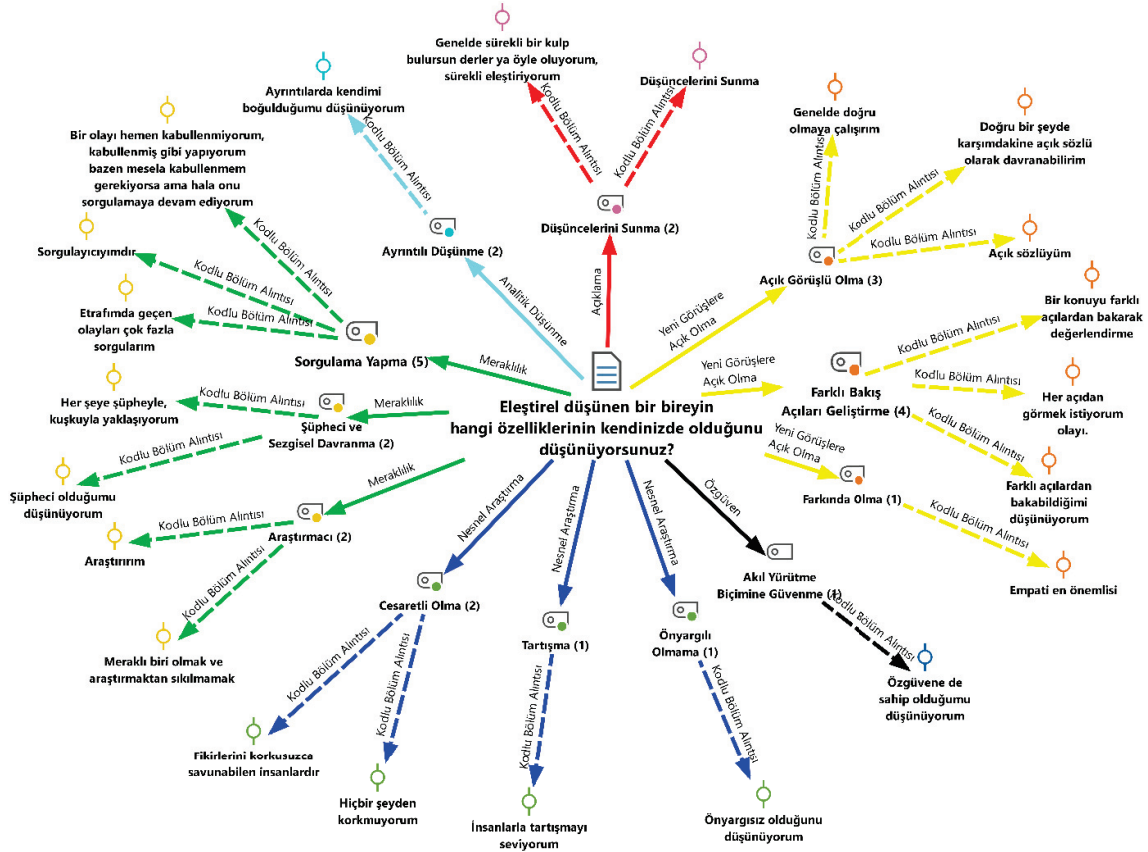 Genelde sürekli bir kulp
bulursun derler ya öyle oluyorum,
sürekli eleştiriyorum
Düşüncelerini Sunma
Ayrıntılarda kendimi
boğulduğumu düşünüyorum
Genelde doğru
olmaya çalışırım
Doğru bir şeyde
karşımdakine açık sözlü
olarak davranabilirim
Bir olayı hemen kabullenmiyorum,
kabullenmiş gibi yapıyorum
bazen mesela kabullenmem
gerekiyorsa ama hala onu
sorgulamaya devam ediyorum
Kodlu Bölüm Alıntısı
Kodlu Bölüm Alıntısı
Kodlu Bölüm Alıntısı
Kodlu Bölüm Alıntısı
Kodlu Bölüm Alıntısı
Kodlu Bölüm Alıntısı
Kodlu Bölüm Alıntısı
Düşüncelerini Sunma (2)
Ayrıntılı Düşünme (2)
Açık Görüşlü Olma (3)
Açık sözlüyüm
Sorgulayıcıyımdır
Kodlu Bölüm Alıntısı
Analitik Düşünme
Açıklama
Yeni Görüşlere
Açık Olma
Bir konuyu farklı
açılardan bakarak
değerlendirme
Etrafımda geçen
olayları çok fazla
sorgularım
Kodlu Bölüm Alıntısı
Kodlu Bölüm Alıntısı
Sorgulama Yapma (5)
Meraklılık
Yeni Görüşlere
Açık Olma
Farklı Bakış
Açıları Geliştirme (4)
Kodlu Bölüm Alıntısı
Her açıdan
görmek istiyorum
olayı.
Her şeye şüpheyle,
kuşkuyla yaklaşıyorum
Kodlu Bölüm Alıntısı
Şüpheci ve
Sezgisel Davranma (2)
Meraklılık
Eleştirel düşünen bir bireyin
hangi özelliklerinin kendinizde olduğunu
düşünüyorsunuz?
Kodlu Bölüm Alıntısı
Yeni Görüşlere
Açık Olma
Farkında Olma (1)
Farklı açılardan
bakabildiğimi
düşünüyorum
Kodlu Bölüm Alıntısı
Şüpheci olduğumu
düşünüyorum
Meraklılık
Kodlu Bölüm Alıntısı
Araştırmacı (2)
Araştırırım
Nesnel Araştırma
Nesnel Araştırma
Nesnel Araştırma
Özgüven
Kodlu Bölüm Alıntısı
Empati en önemlisi
Kodlu Bölüm Alıntısı
Cesaretli Olma (2)
Tartışma (1)
Önyargılı
Olmama (1)
Akıl Yürütme
Biçimine Güvenme (1)
Kodlu Bölüm Alıntısı
Meraklı biri olmak ve
araştırmaktan sıkılmamak
Özgüvene de
sahip olduğumu
düşünüyorum
Kodlu Bölüm Alıntısı
Kodlu Bölüm Alıntısı
Kodlu Bölüm Alıntısı
Kodlu Bölüm Alıntısı
Fikirlerini korkusuzca
savunabilen insanlardır
Hiçbir şeyden
korkmuyorum
İnsanlarla tartışmayı
seviyorum
Önyargısız olduğunu
düşünüyorum